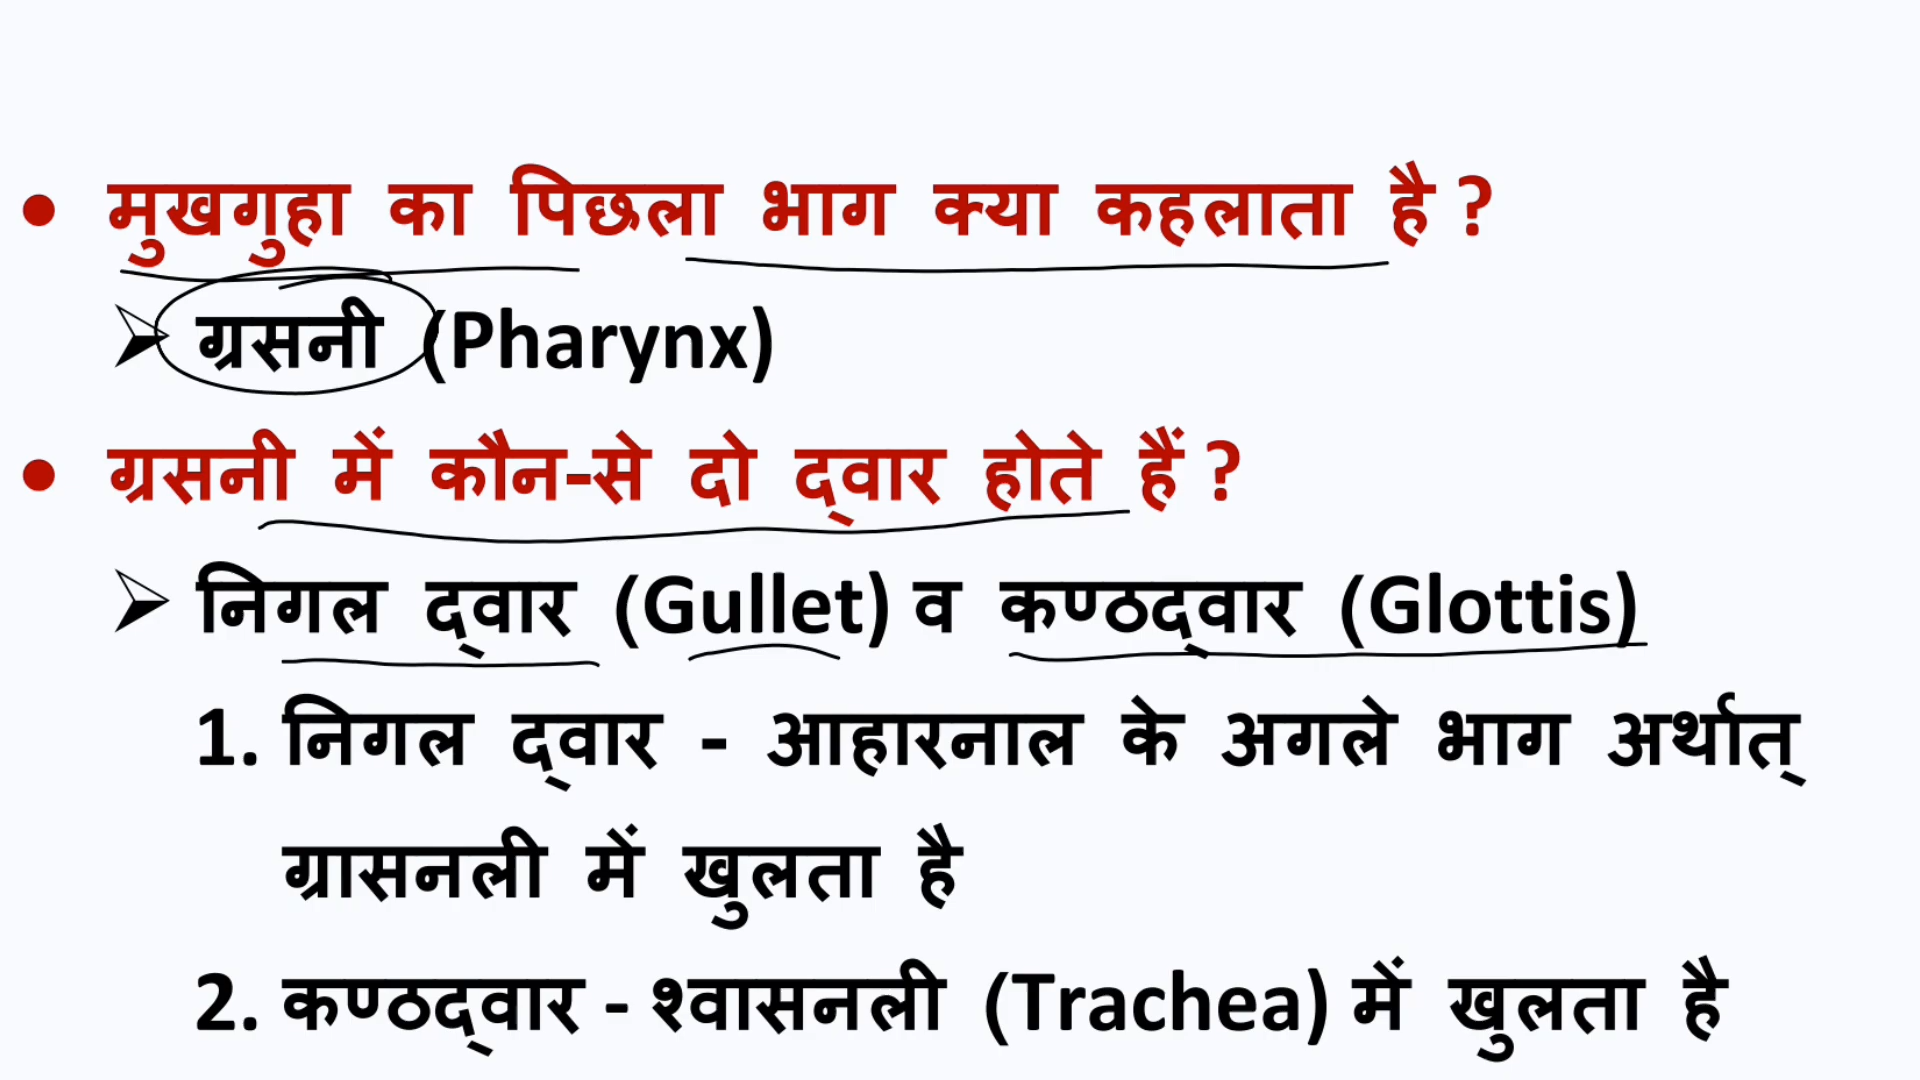 • मुखगुहा का पिछला भाग क्या कहलाता है ?
➢ ग्रसनी (Pharynx)
• ग्रसनी में कौन-से दो द्वार होते हैं ?
➢ निगल द्वार (Gullet) व कण्ठद्वार (Glottis)
1. निगल द्वार - आहारनाल के अगले भाग अर्थात्
ग्रासनली में खुलता है
2. कण्ठद्वार - श्वासनली (Trachea) में खुलता है